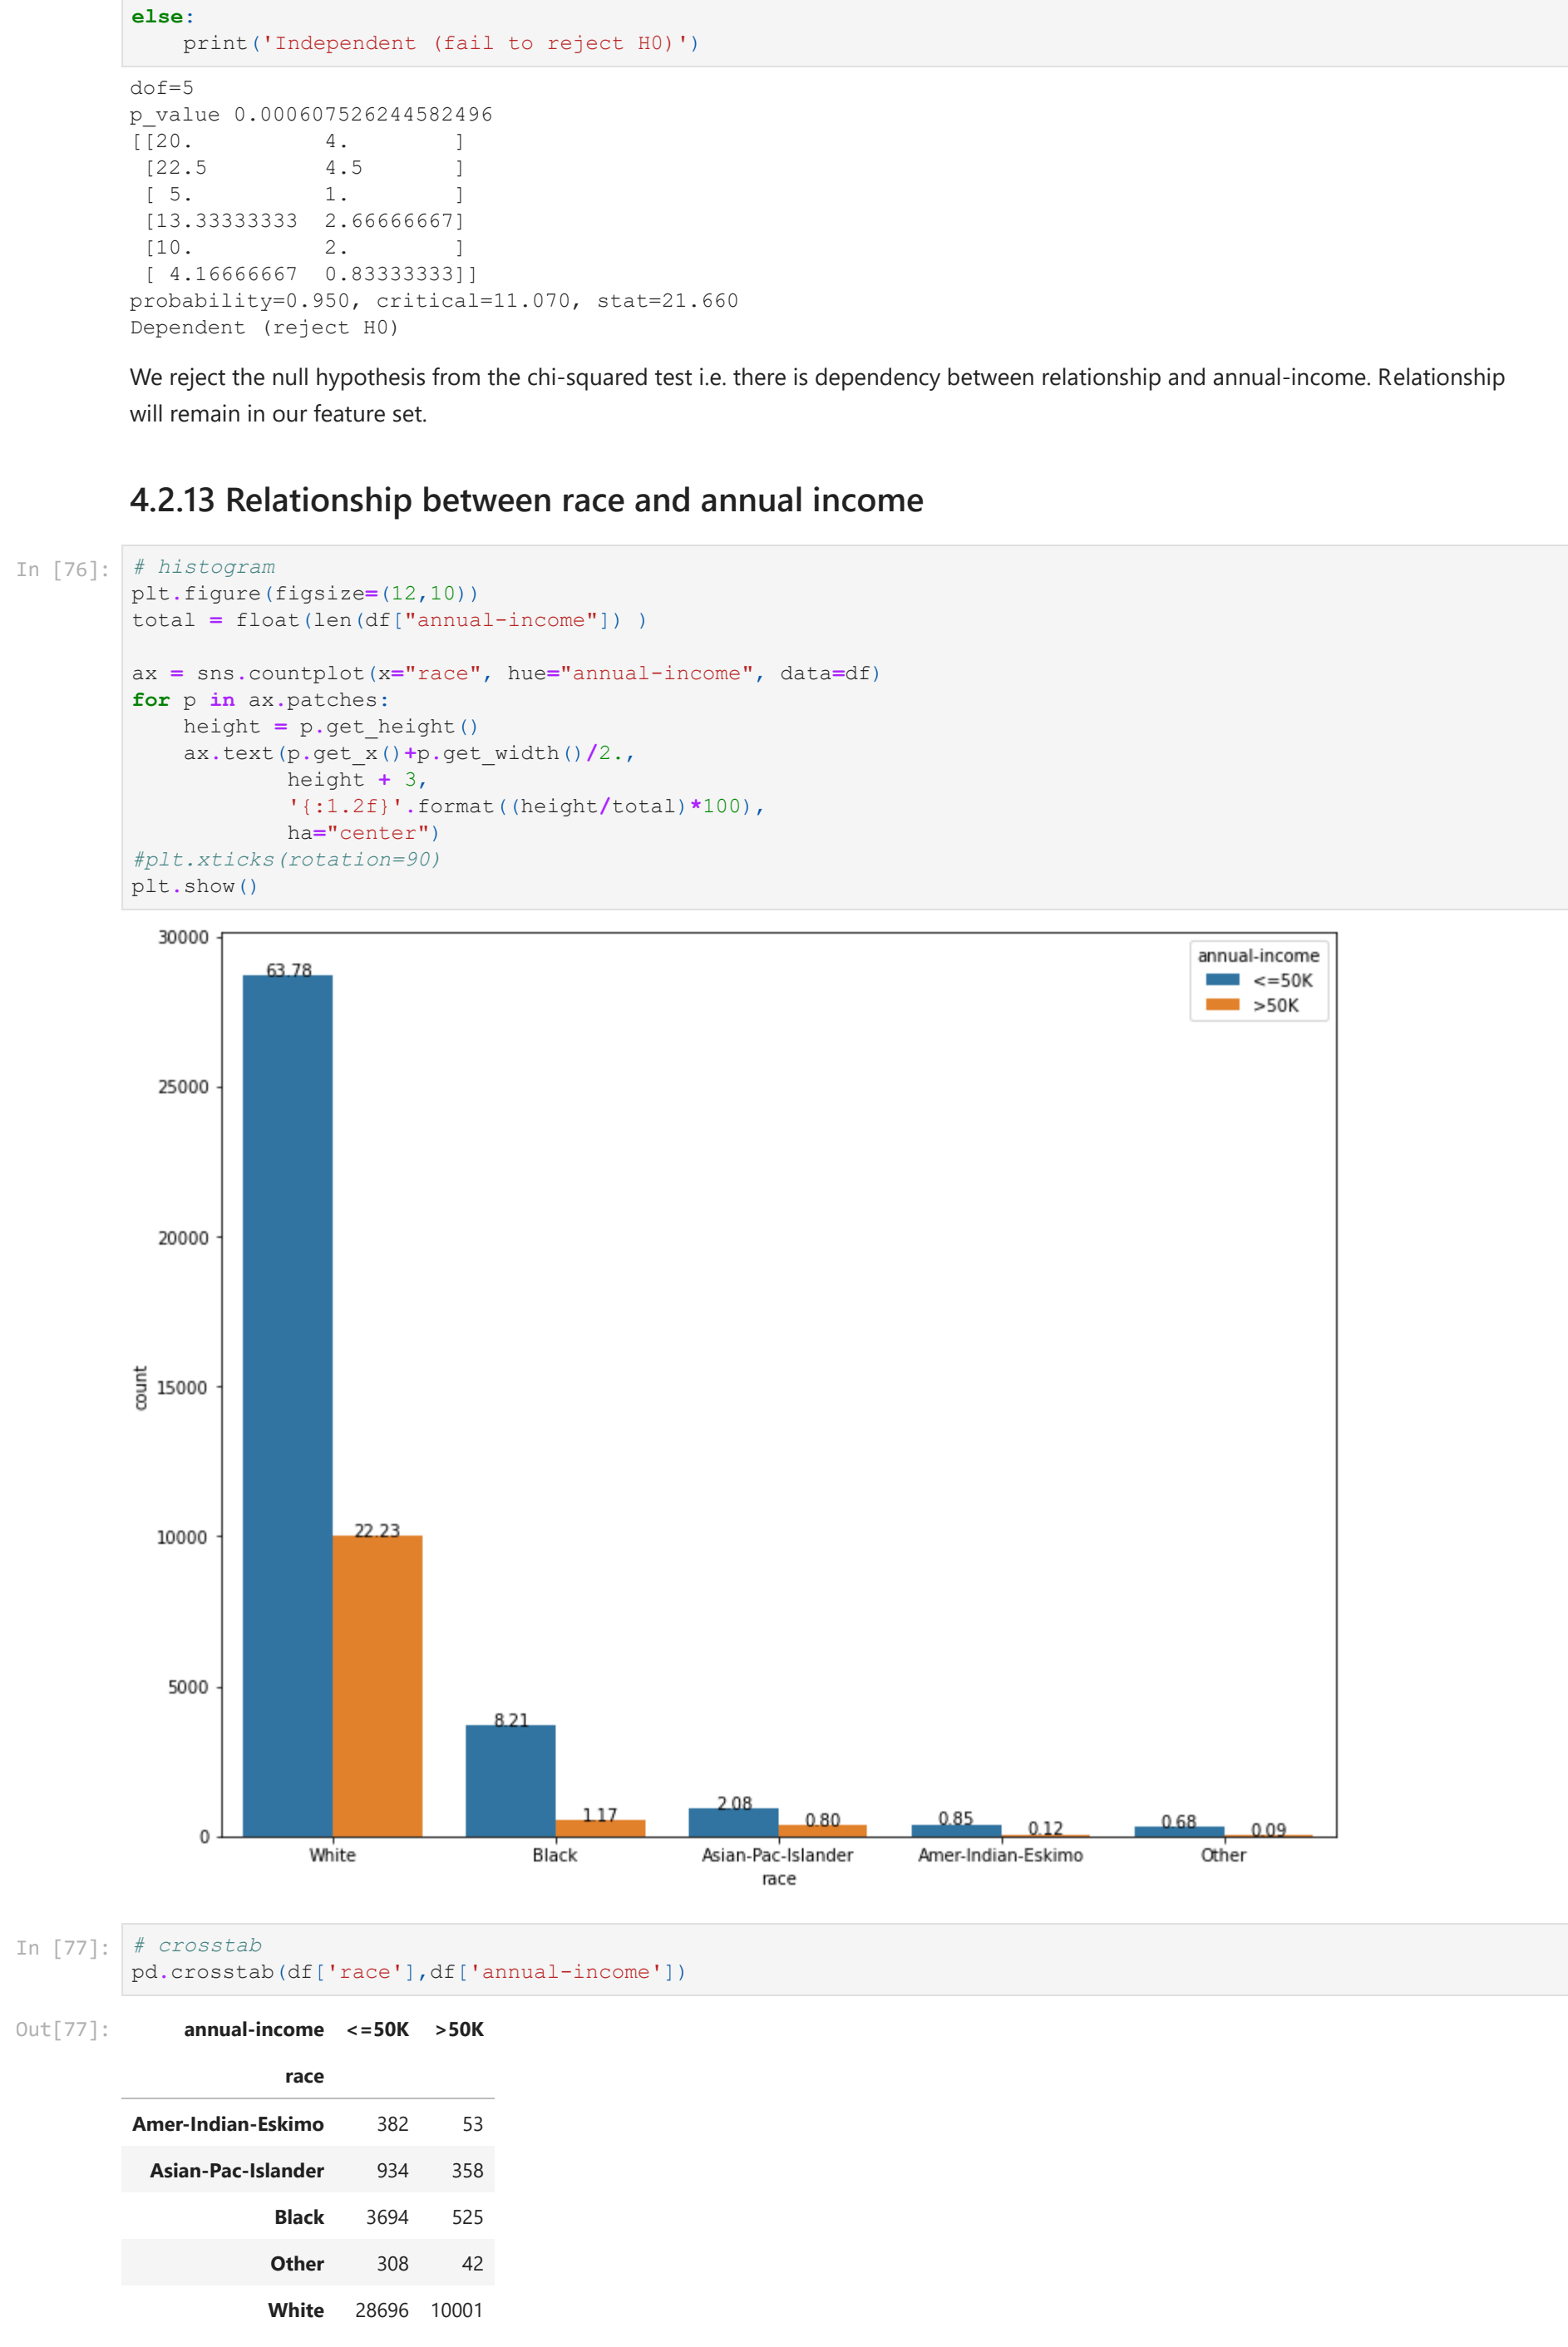 else:
    print('Independent (fail to reject H0)')
dof=5
p_value 0.000607526244582496
[[20.          4.        ]
 [22.5         4.5       ]
 [ 5.          1.        ]
 [13.33333333  2.66666667]
 [10.          2.        ]
 [ 4.16666667  0.83333333]]
probability=0.950, critical=11.070, stat=21.660
Dependent (reject H0)
We reject the null hypothesis from the chi-squared test i.e. there is dependency between relationship and annual-income. Relationship
will remain in our feature set.
4.2.13 Relationship between race and annual income
In [76]:
# histogram
plt.figure(figsize=(12,10))
total = float(len(df["annual-income"]) )
ax = sns.countplot(x="race", hue="annual-income", data=df)
for p in ax.patches:
    height = p.get_height()
    ax.text(p.get_x()+p.get_width()/2.,
            height + 3,
            '{:1.2f}'.format((height/total)*100),
            ha="center")
#plt.xticks(rotation=90)
plt.show()
annual-income
<=50K
>50K
30000
25000
20000
15000
10000
5000
0
count
63.78
22.23
8.21
1.17
2.08
0.80
0.85
0.12
0.68
0.09
White Black Asian-Pac-Islander Amer-Indian-Eskimo Other
race
In [77]:
# crosstab
pd.crosstab(df['race'],df['annual-income'])
Out[77]:
annual-income <=50K >50K
race
Amer-Indian-Eskimo 382 53
Asian-Pac-Islander 934 358
Black 3694 525
Other 308 42
White 28696 10001